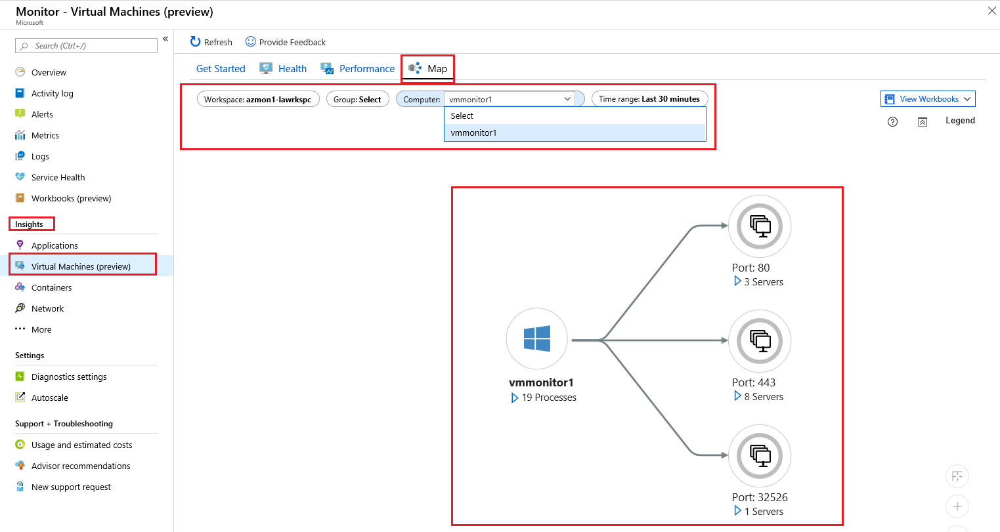 Monitor - Virtual Machines (preview)
Microsoft
Search (Ctrl+/)
Overview
Activity log
Alerts
Metrics
Logs
Service Health
Workbooks (preview)
Insights
Applications
Virtual Machines (preview)
Containers
Network
More
Settings
Diagnostics settings
Autoscale
Support + Troubleshooting
Usage and estimated costs
Advisor recommendations
New support request
Refresh
Provide Feedback
Get Started
Health
Performance
Map
Workspace: azmon1-lawrkspc
Group: Select
Computer: vmmonitor1
Time range: Last 30 minutes
Select
vmmonitor1
View Workbooks
Legend
vmmonitor1
19 Processes
Port: 80
3 Servers
Port: 443
8 Servers
Port: 32526
1 Servers